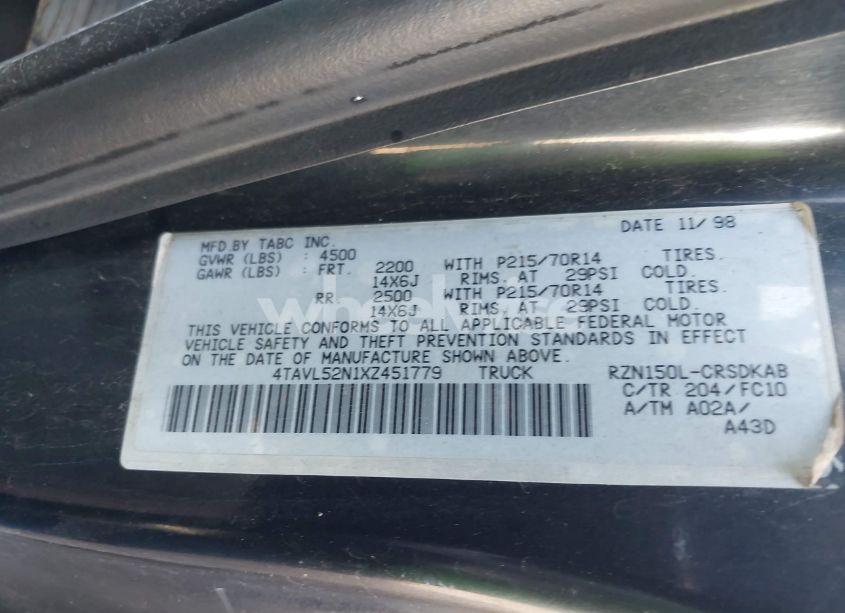 DATE 11/98
MFD.BY TABC INC.
GVWR (LBS) : 4500
GAWR (LBS) : FRT. 2200 WITH P215/70R14 TIRES.
14X6J RIMS. AT 29PSI COLD.
RR. 2500 WITH P215/70R14 TIRES.
14X6J RIMS. AT 29PSI COLD.
THIS VEHICLE CONFORMS TO ALL APPLICABLE FEDERAL MOTOR
VEHICLE SAFETY AND THEFT PREVENTION STANDARDS IN EFFECT
ON THE DATE OF MANUFACTURE SHOWN ABOVE.
4TAVL52N1XZ451779 TRUCK RZN150L-CRSDKAB
C/TR 204/FC10
A/TM A02A/
A43D